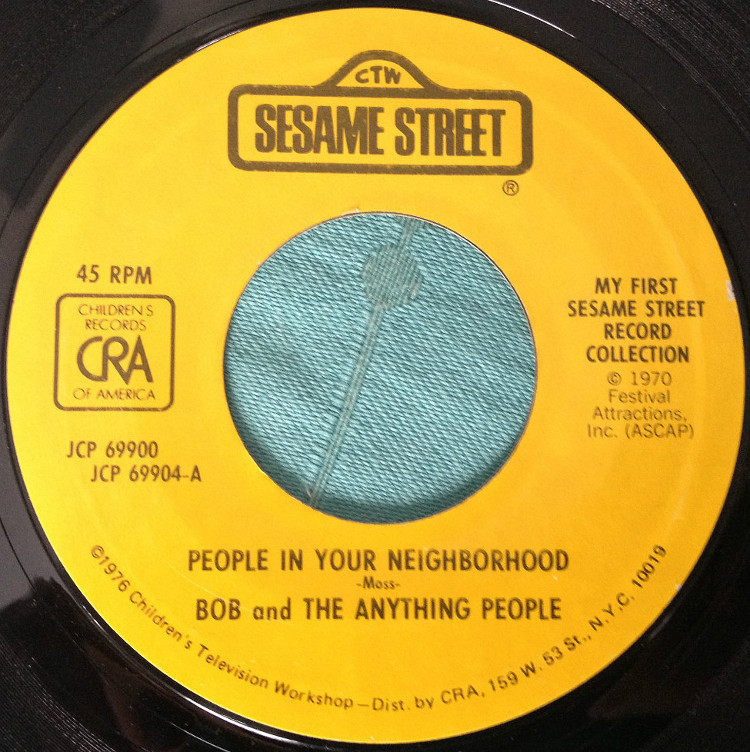 CTW
SESAME STREET
®
45 RPM
CHILDREN'S
RECORDS
CRA
OF AMERICA
JCP 69900
JCP 69904-A
MY FIRST
SESAME STREET
RECORD
COLLECTION
© 1970
Festival
Attractions,
Inc. (ASCAP)
PEOPLE IN YOUR NEIGHBORHOOD
-Moss-
BOB and THE ANYTHING PEOPLE
©1976 Children's Television Workshop—Dist. by CRA, 159 W. 53 St., N.Y.C. 10019